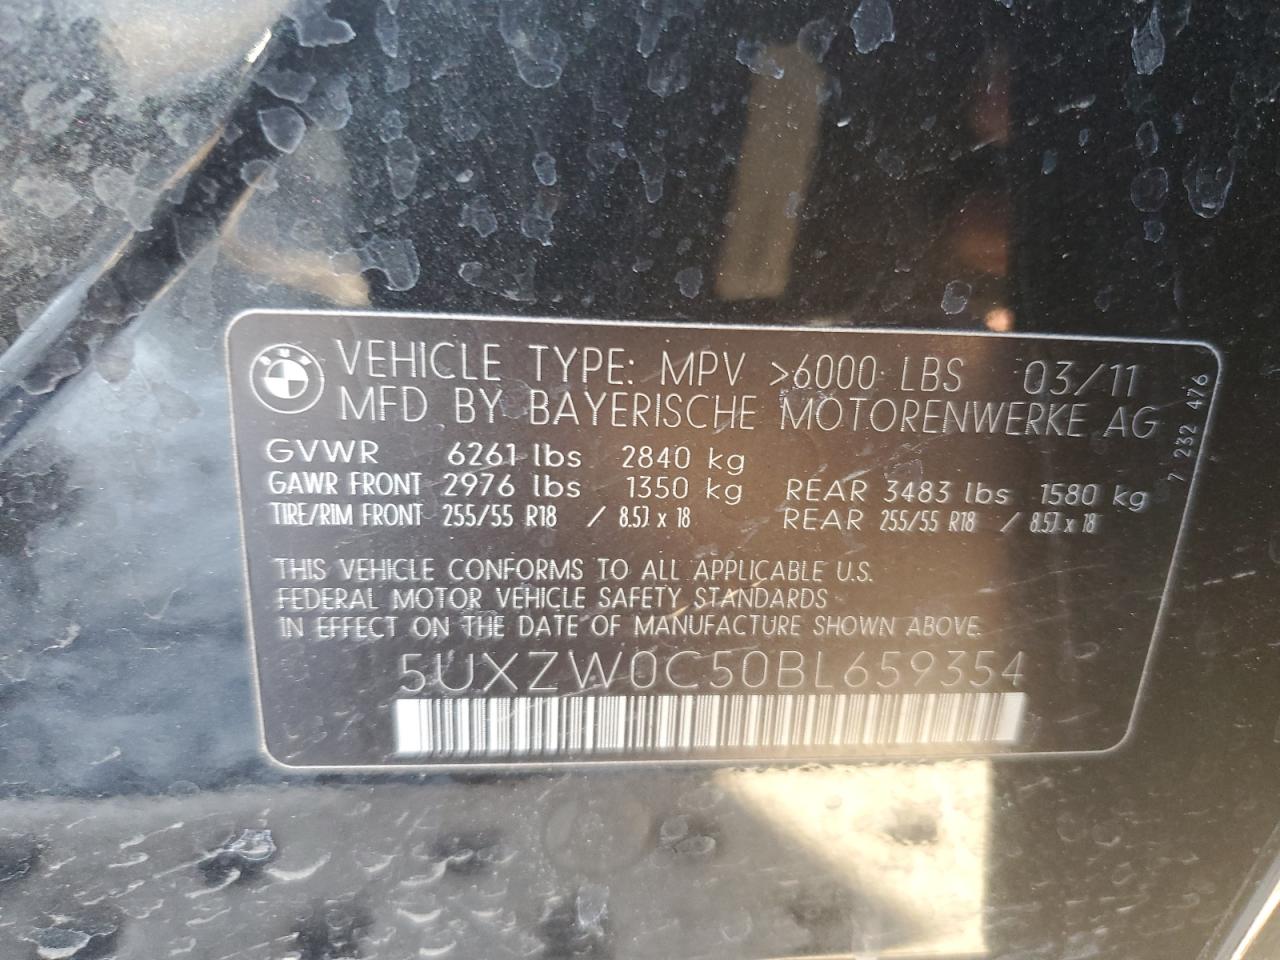 VEHICLE TYPE: MPV >6000 LBS 03/11
MFD BY BAYERISCHE MOTORENWERKE AG
GVWR 6261 lbs 2840 kg
GAWR FRONT 2976 lbs 1350 kg REAR 3483 lbs 1580 kg
TIRE/RIM FRONT 255/55 R18 / 8.5J x 18 REAR 255/55 R18 / 8.5J x 18
THIS VEHICLE CONFORMS TO ALL APPLICABLE U.S.
FEDERAL MOTOR VEHICLE SAFETY STANDARDS
IN EFFECT ON THE DATE OF MANUFACTURE SHOWN ABOVE.
5UXZW0C50BL659354
7 232 476